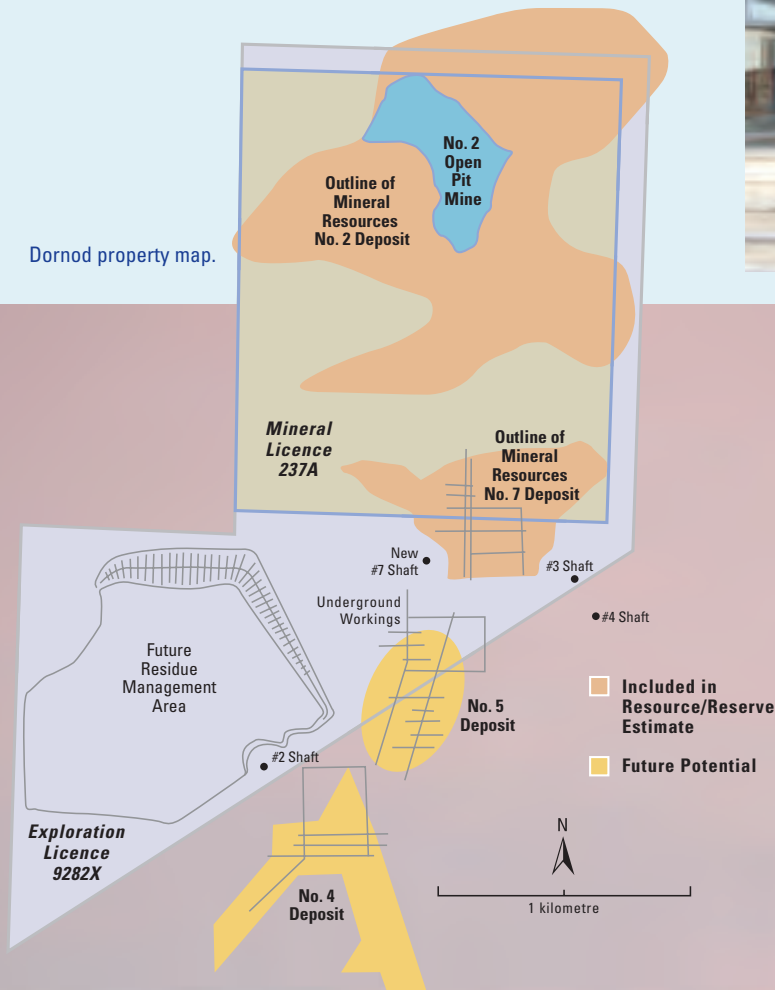 No. 2
Open
Pit
Mine
Outline of
Mineral
Resources
No. 2 Deposit
Dornod property map.
Mineral
Licence
237A
Outline of
Mineral
Resources
No. 7 Deposit
New
#7 Shaft
#3 Shaft
Underground
Workings
#4 Shaft
Future
Residue
Management
Area
Included in
Resource/Reserve
Estimate
No. 5
Deposit
#2 Shaft
Future Potential
Exploration
Licence
9282X
N
No. 4
Deposit
1 kilometre